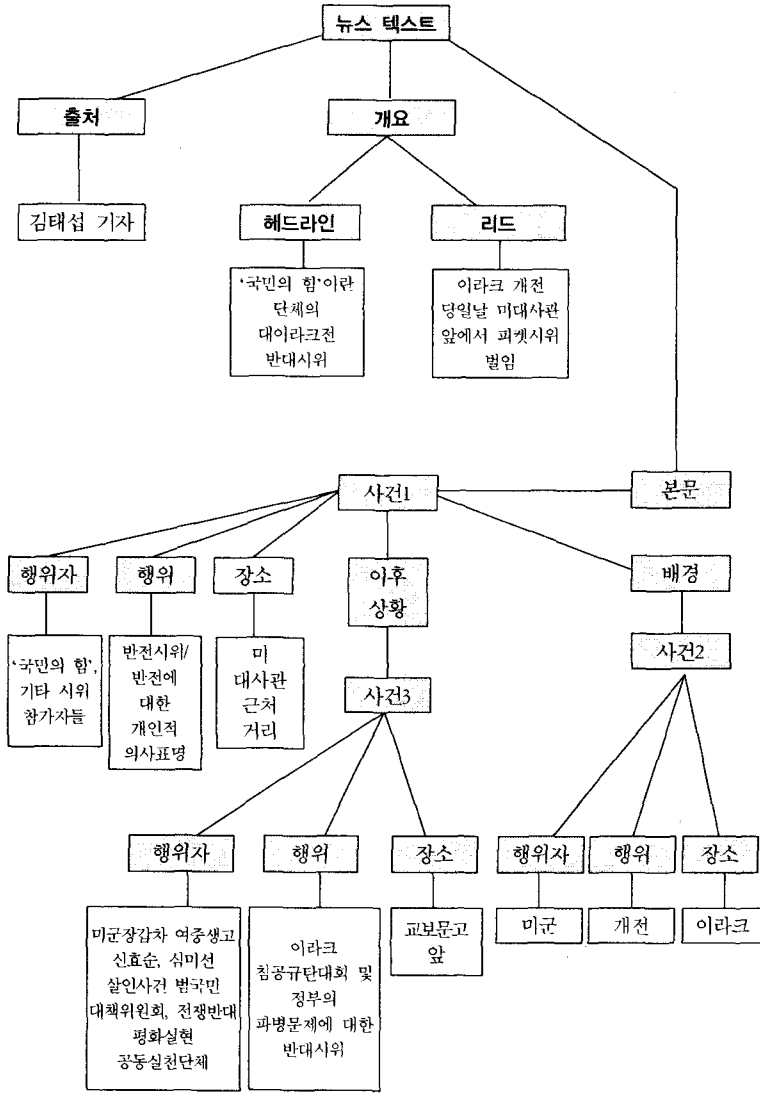 뉴스 텍스트
출처
개요
김태섭 기자
헤드라인
리드
‘국민의 힘’이란
단체의
대이라크전
반대시위
이라크 개전
당일날 미대사관
앞에서 피켓시위
벌임
사건1
본문
행위자
행위
장소
이후
상황
배경
‘국민의 힘’,
기타 시위
참가자들
반전시위/
반전에
대한
개인적
의사표명
미
대사관
근처
거리
사건3
사건2
행위자
행위
장소
행위자
행위
장소
미군장갑차 여중생고
신효순, 심미선
살인사건 범국민
대책위원회, 전쟁반대
평화실현
공동실천단체
이라크
침공규탄대회 및
정부의
파병문제에 대한
반대시위
교보문고
앞
미군
개전
이라크